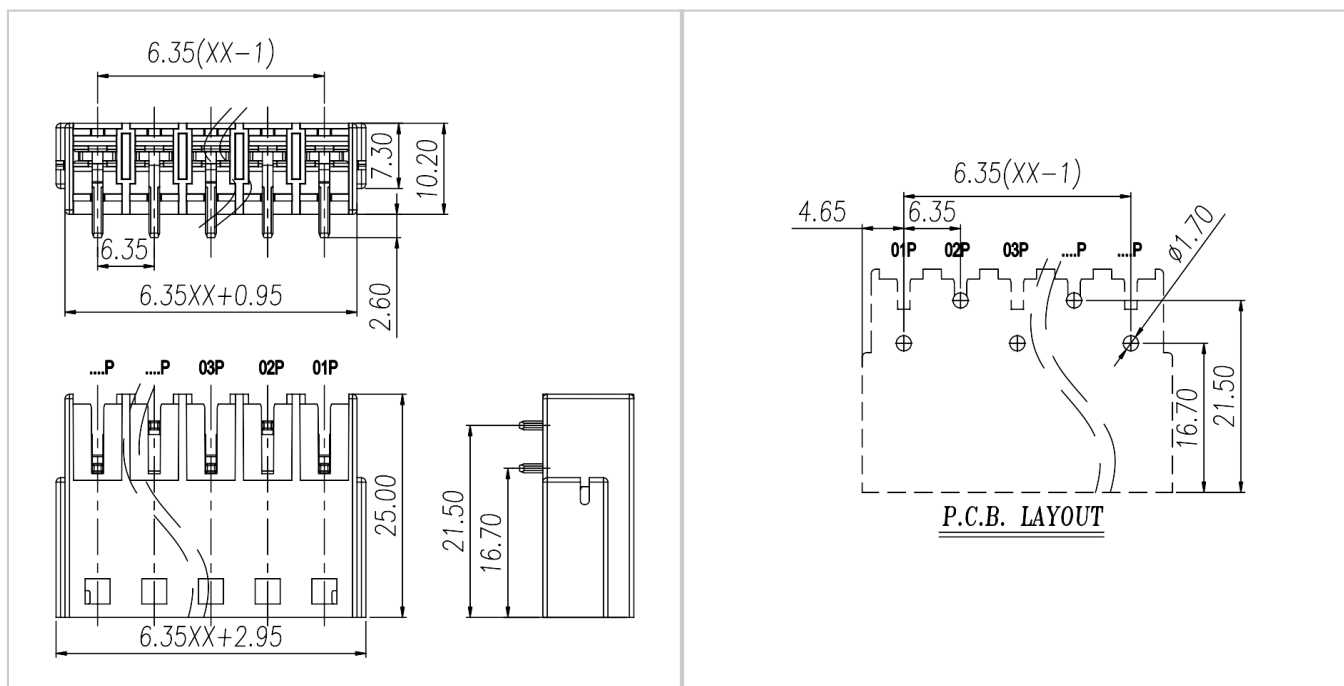 6.35(XX-1)
7.30
10.20
6.35
2.60
6.35XX+0.95
....P ....P 03P 02P 01P
25.00
21.50
16.70
6.35XX+2.95
6.35(XX-1)
4.65 6.35
ø1.70
01P 02P 03P ....P ....P
16.70
21.50
P.C.B. LAYOUT